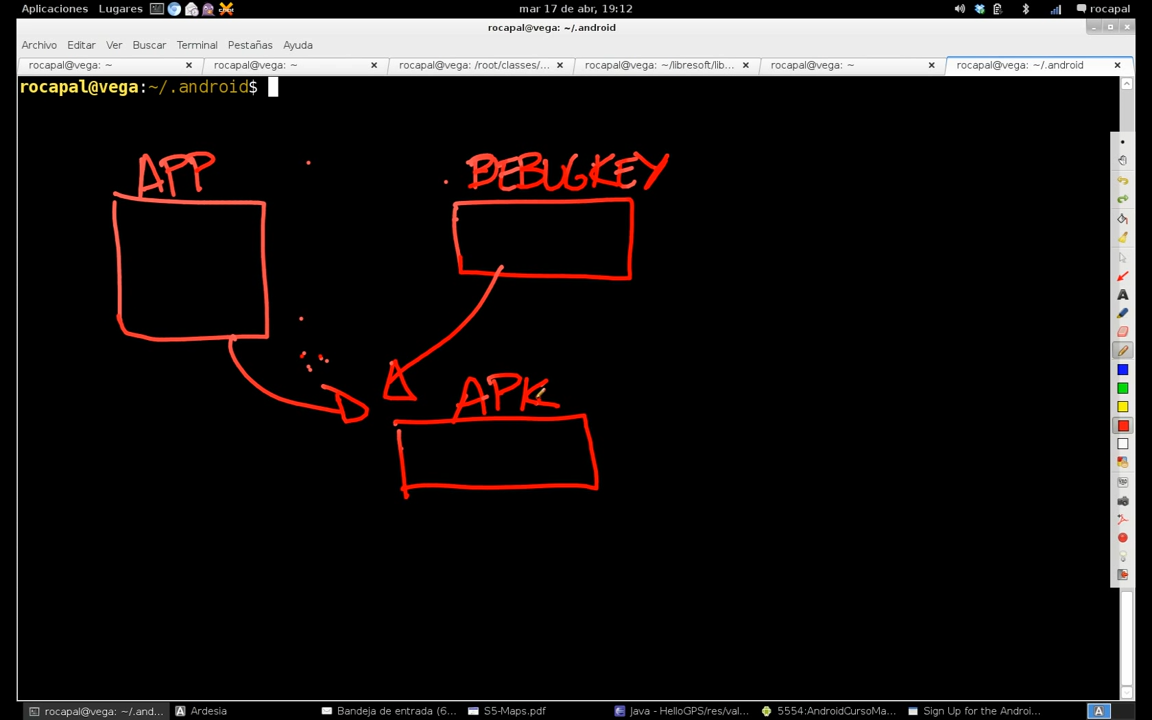 Aplicaciones Lugares mar 17 de abr, 19:12 rocapal
rocapal@vega: ~/.android
Archivo Editar Ver Buscar Terminal Pestañas Ayuda
rocapal@vega: ~ rocapal@vega: ~ rocapal@vega: /root/classes/... rocapal@vega: ~/libresoft/lib... rocapal@vega: ~ rocapal@vega: ~/.android
rocapal@vega:~/.android$
APP DEBUGKEY
APK
rocapal@vega: ~/.and... Ardesia Bandeja de entrada (6... S5-Maps.pdf Java - HelloGPS/res/val... 5554:AndroidCursoMa... Sign Up for the Androi...